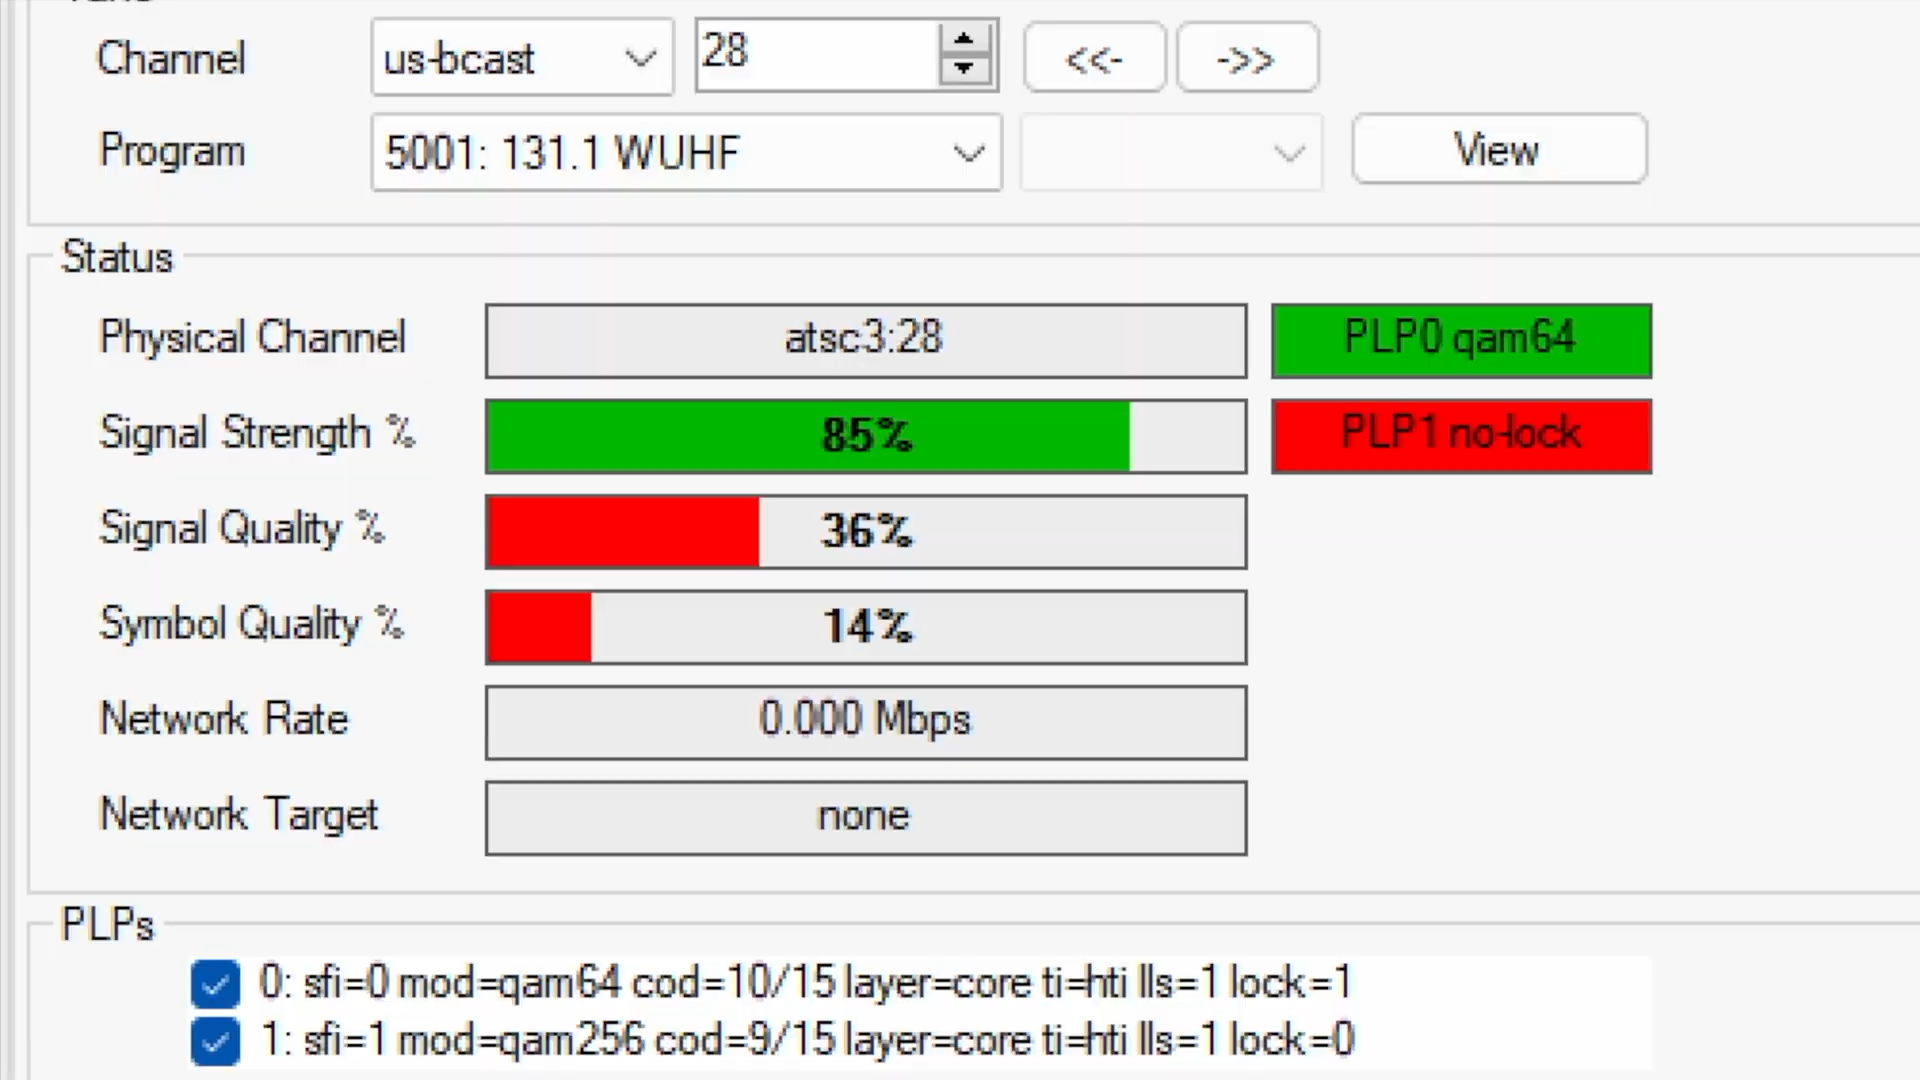 Channel us-bcast 28 <<- ->>
Program 5001: 131.1 WUHF View
Status
Physical Channel atsc3:28 PLP0 qam64
Signal Strength % 85% PLP1 no-lock
Signal Quality % 36%
Symbol Quality % 14%
Network Rate 0.000 Mbps
Network Target none
PLPs
0: sfi=0 mod=qam64 cod=10/15 layer=core ti=hti lls=1 lock=1
1: sfi=1 mod=qam256 cod=9/15 layer=core ti=hti lls=1 lock=0